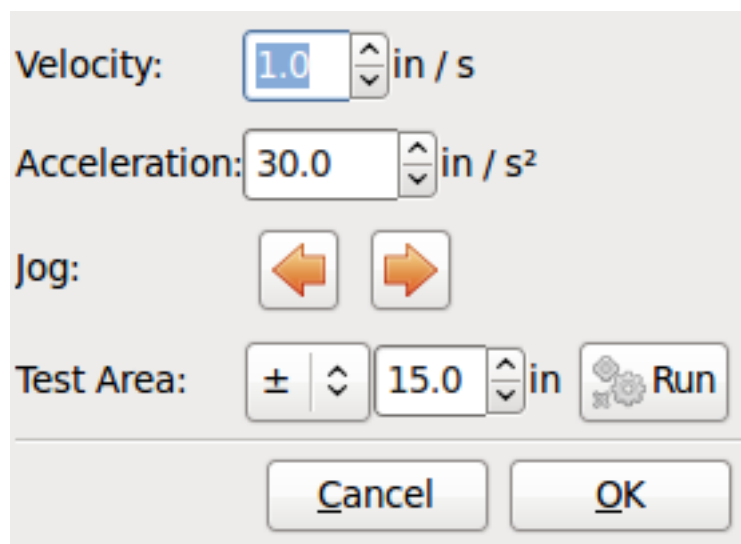 Velocity: 1.0 in / s
Acceleration: 30.0 in / s²
Jog:
Test Area: ± 15.0 in Run
Cancel OK